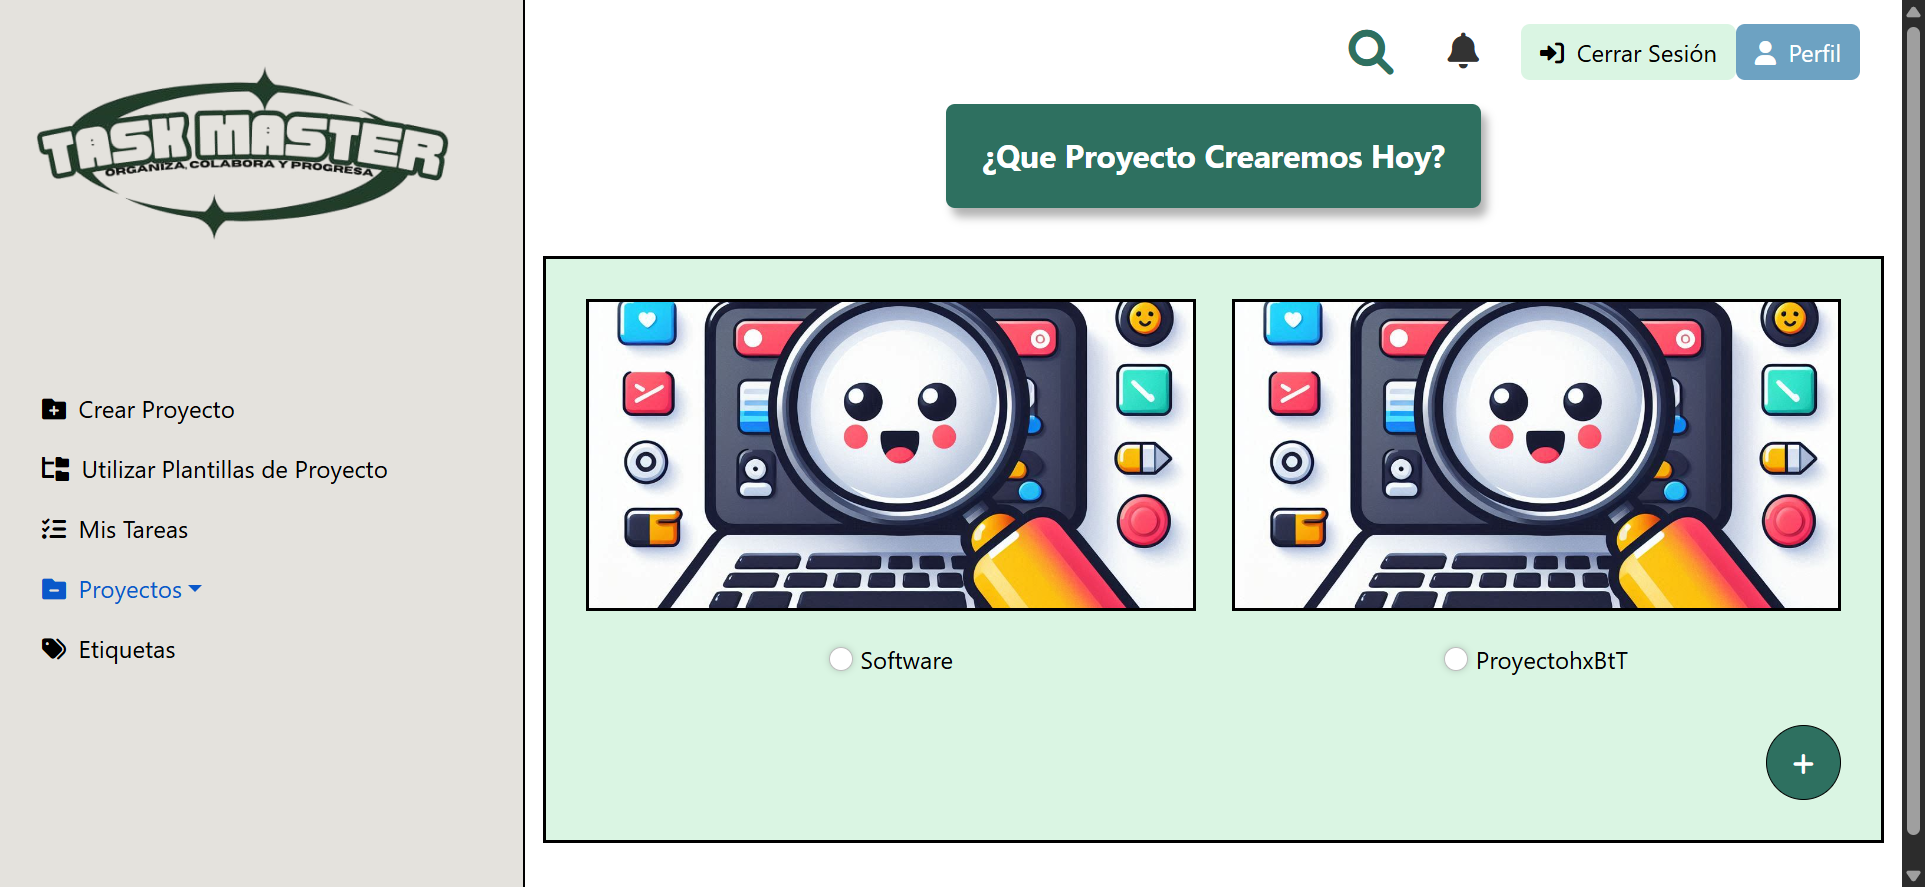 TASK MASTER
ORGANIZA, COLABORA Y PROGRESA
Crear Proyecto
Utilizar Plantillas de Proyecto
Mis Tareas
Proyectos
Etiquetas
Cerrar Sesión
Perfil
¿Que Proyecto Crearemos Hoy?
Software
ProyectohxBtT
+